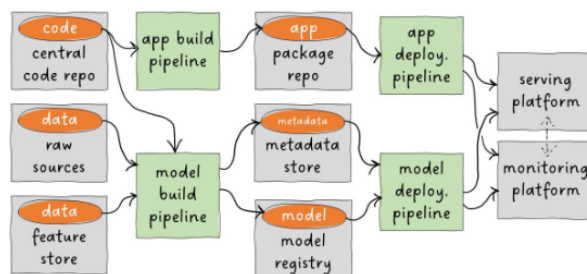 code
central
code repo
app build
pipeline
app
package
repo
app
deploy.
pipeline
serving
platform
data
raw
sources
model
build
pipeline
metadata
metadata
store
model
deploy.
pipeline
monitoring
platform
data
feature
store
model
model
registry